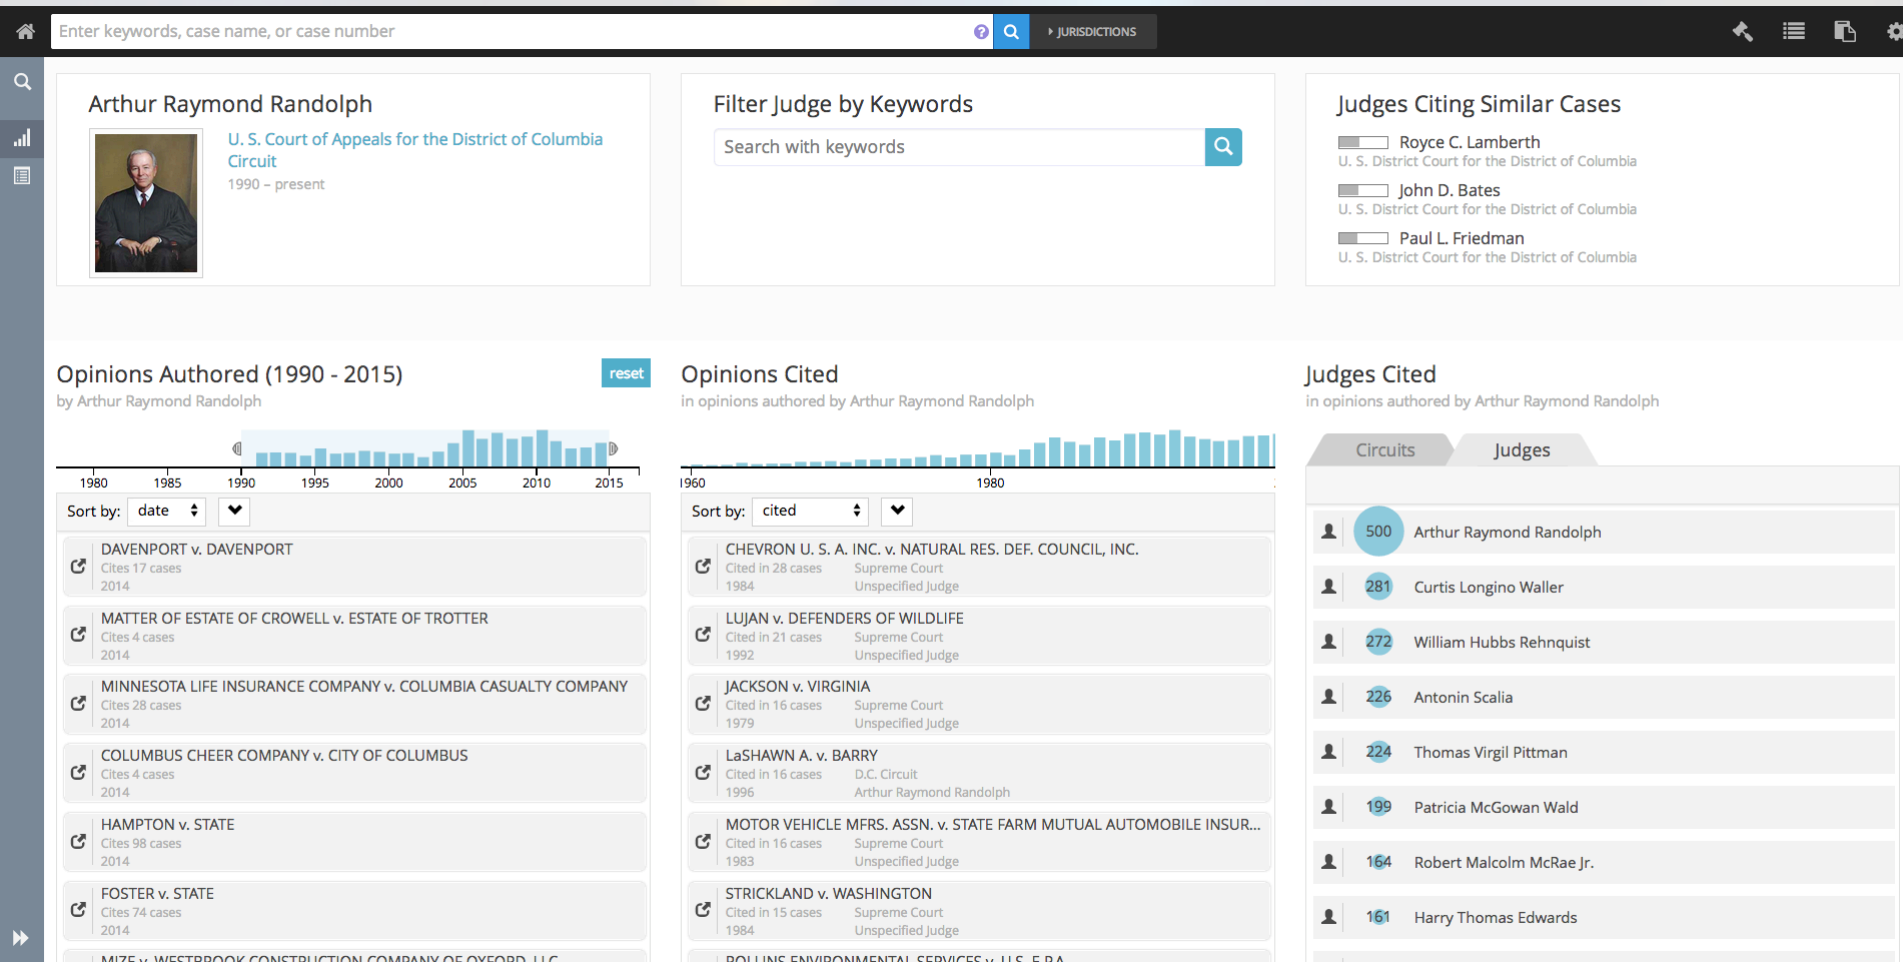 Enter keywords, case name, or case number
?
JURISDICTIONS
Arthur Raymond Randolph
U. S. Court of Appeals for the District of Columbia
Circuit
1990 – present
Filter Judge by Keywords
Search with keywords
Judges Citing Similar Cases
Royce C. Lamberth
U. S. District Court for the District of Columbia
John D. Bates
U. S. District Court for the District of Columbia
Paul L. Friedman
U. S. District Court for the District of Columbia
Opinions Authored (1990 - 2015)
reset
by Arthur Raymond Randolph
1980 1985 1990 1995 2000 2005 2010 2015
Sort by: date
DAVENPORT v. DAVENPORT
Cites 17 cases
2014
MATTER OF ESTATE OF CROWELL v. ESTATE OF TROTTER
Cites 4 cases
2014
MINNESOTA LIFE INSURANCE COMPANY v. COLUMBIA CASUALTY COMPANY
Cites 28 cases
2014
COLUMBUS CHEER COMPANY v. CITY OF COLUMBUS
Cites 4 cases
2014
HAMPTON v. STATE
Cites 98 cases
2014
FOSTER v. STATE
Cites 74 cases
2014
MIZE v. WESTBROOK CONSTRUCTION COMPANY OF OXFORD, LLC
Opinions Cited
in opinions authored by Arthur Raymond Randolph
1960 1980
Sort by: cited
CHEVRON U. S. A. INC. v. NATURAL RES. DEF. COUNCIL, INC.
Cited in 28 cases Supreme Court
1984 Unspecified Judge
LUJAN v. DEFENDERS OF WILDLIFE
Cited in 21 cases Supreme Court
1992 Unspecified Judge
JACKSON v. VIRGINIA
Cited in 16 cases Supreme Court
1979 Unspecified Judge
LaSHAWN A. v. BARRY
Cited in 16 cases D.C. Circuit
1996 Arthur Raymond Randolph
MOTOR VEHICLE MFRS. ASSN. v. STATE FARM MUTUAL AUTOMOBILE INSUR...
Cited in 16 cases Supreme Court
1983 Unspecified Judge
STRICKLAND v. WASHINGTON
Cited in 15 cases Supreme Court
1984 Unspecified Judge
ROLLINS ENVIRONMENTAL SERVICES v. U.S. E.P.A.
Judges Cited
in opinions authored by Arthur Raymond Randolph
Circuits Judges
500 Arthur Raymond Randolph
281 Curtis Longino Waller
272 William Hubbs Rehnquist
226 Antonin Scalia
224 Thomas Virgil Pittman
199 Patricia McGowan Wald
164 Robert Malcolm McRae Jr.
161 Harry Thomas Edwards